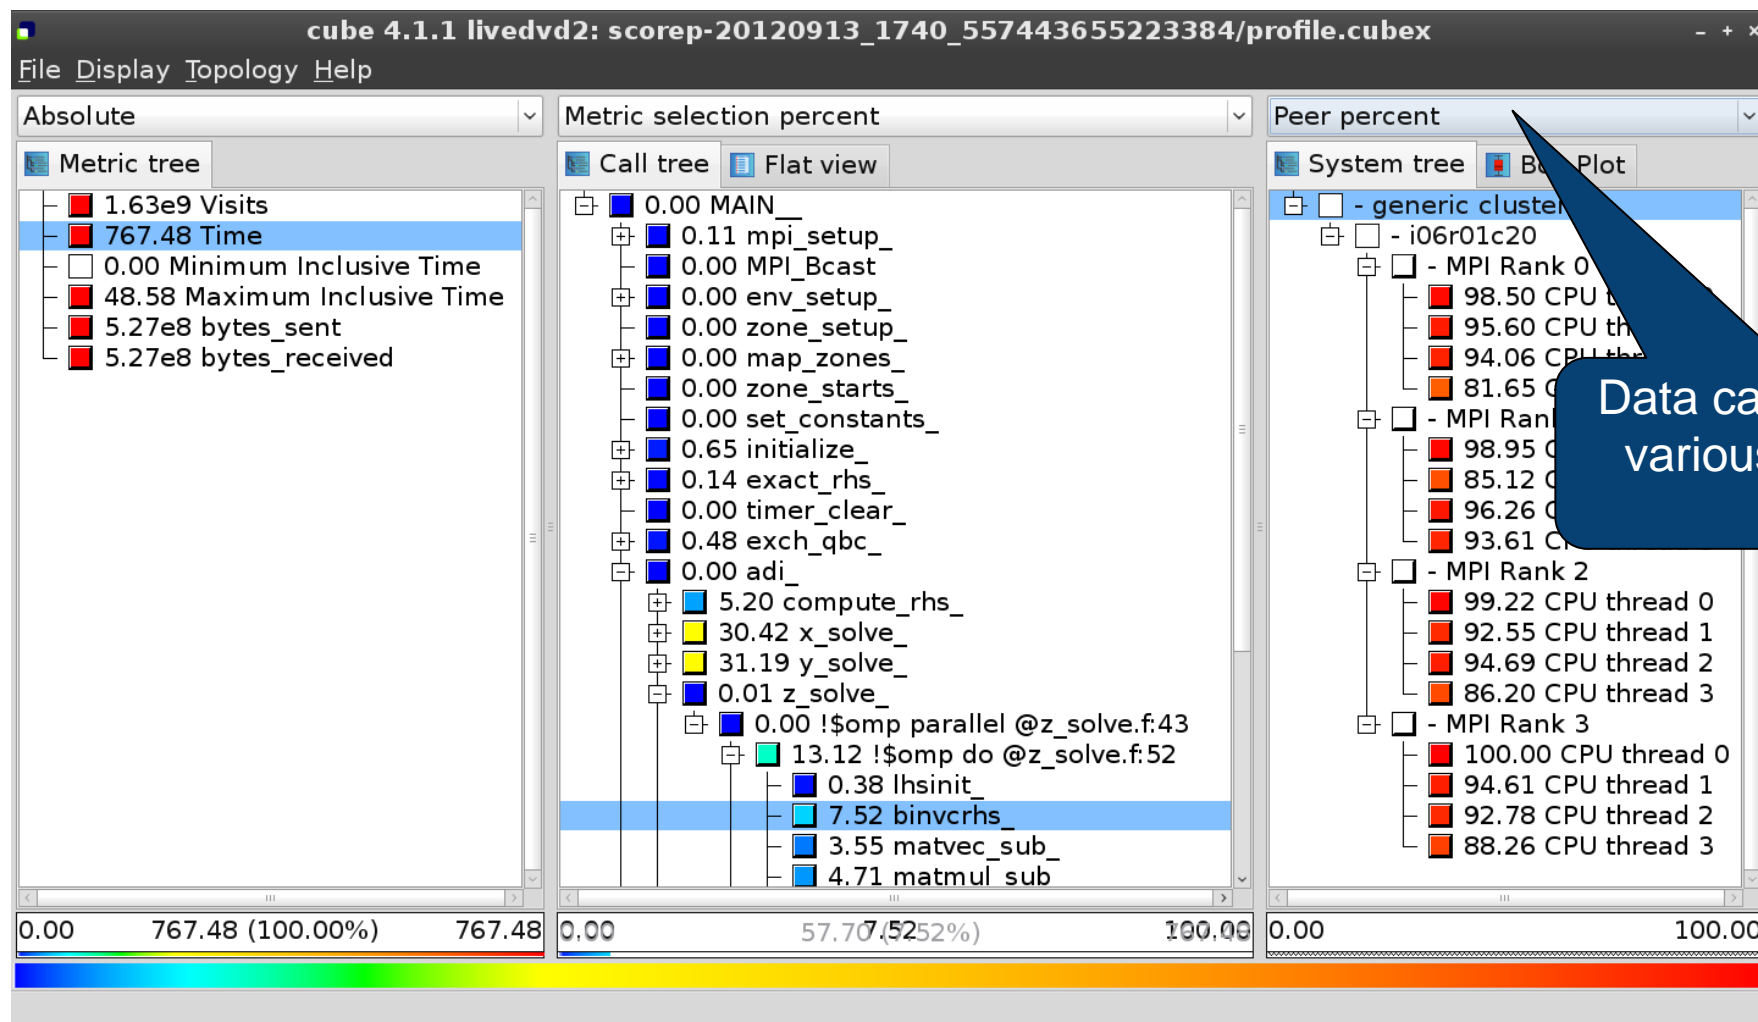 cube 4.1.1 livedvd2: scorep-20120913_1740_557443655223384/profile.cubex
File Display Topology Help
Absolute
Metric tree
1.63e9 Visits
767.48 Time
0.00 Minimum Inclusive Time
48.58 Maximum Inclusive Time
5.27e8 bytes_sent
5.27e8 bytes_received
0.00 767.48 (100.00%) 767.48
Metric selection percent
Call tree Flat view
0.00 MAIN__
0.11 mpi_setup_
0.00 MPI_Bcast
0.00 env_setup_
0.00 zone_setup_
0.00 map_zones_
0.00 zone_starts_
0.00 set_constants_
0.65 initialize_
0.14 exact_rhs_
0.00 timer_clear_
0.48 exch_qbc_
0.00 adi_
5.20 compute_rhs_
30.42 x_solve_
31.19 y_solve_
0.01 z_solve_
0.00 !$omp parallel @z_solve.f:43
13.12 !$omp do @z_solve.f:52
0.38 lhsinit_
7.52 binvcrhs_
3.55 matvec_sub_
4.71 matmul_sub
0.00 7.52 100.00
Peer percent
System tree Plot
- generic cluster
- i06r01c20
- MPI Rank 0
98.50 CPU
95.60 CPU
94.06 CPU
81.65
- MPI
98.95
85.12
96.26
93.61
- MPI Rank 2
99.22 CPU thread 0
92.55 CPU thread 1
94.69 CPU thread 2
86.20 CPU thread 3
- MPI Rank 3
100.00 CPU thread 0
94.61 CPU thread 1
92.78 CPU thread 2
88.26 CPU thread 3
0.00 100.00
Data